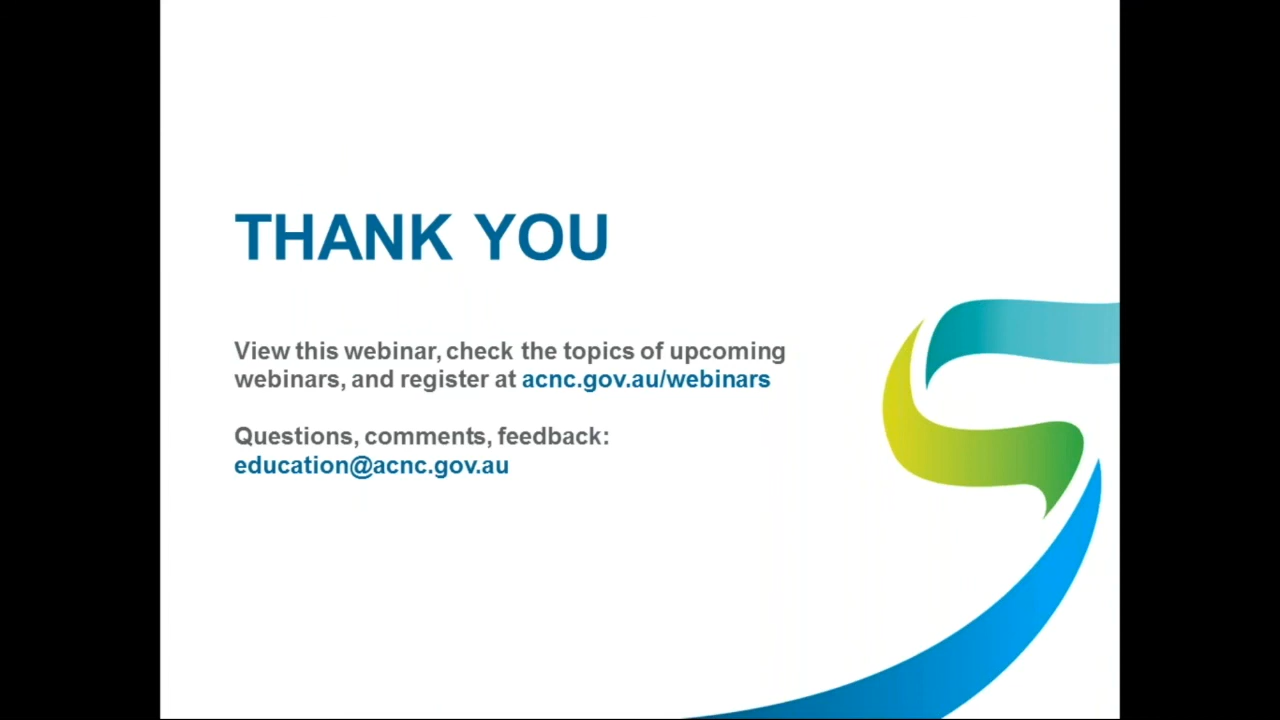 THANK YOU
View this webinar, check the topics of upcoming
webinars, and register at acnc.gov.au/webinars
Questions, comments, feedback:
education@acnc.gov.au